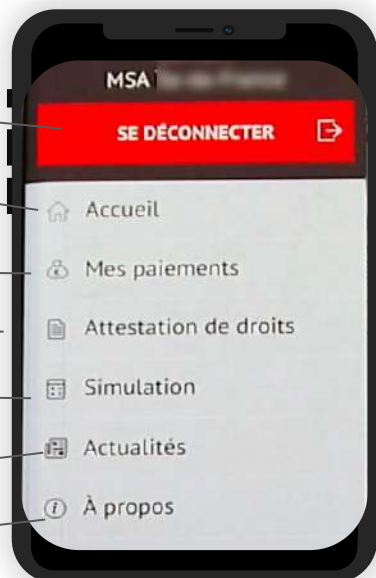 MSA
SE DÉCONNECTER
Accueil
Mes paiements
Attestation de droits
Simulation
Actualités
À propos